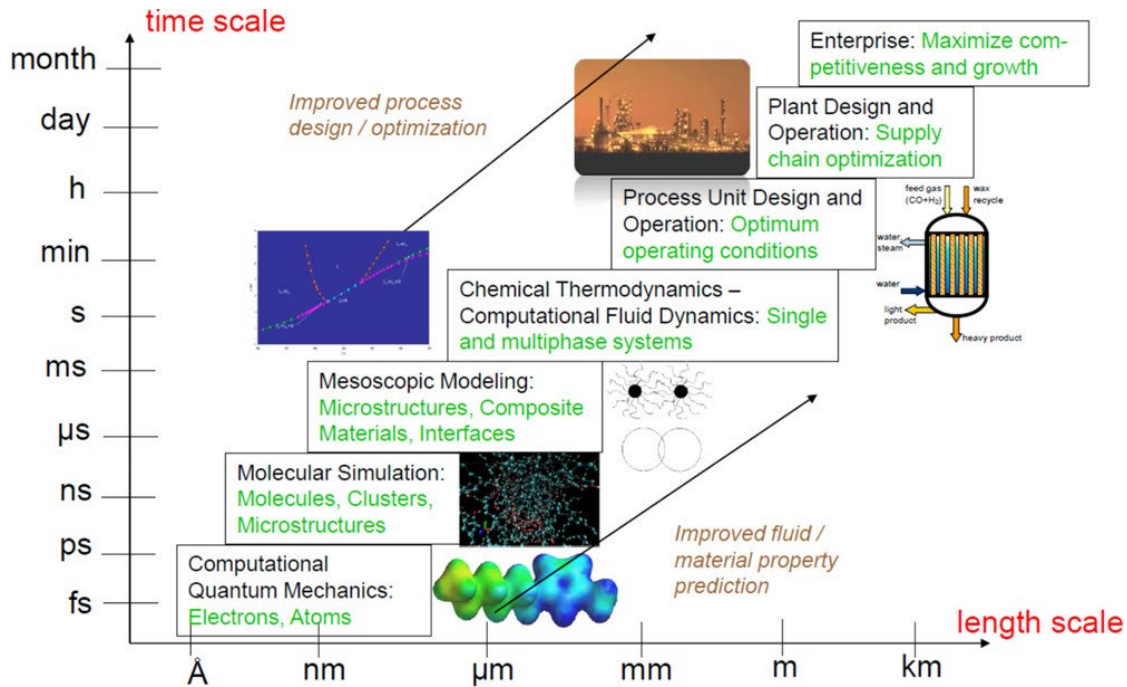 time scale
month
day
h
min
s
ms
µs
ns
ps
fs
Enterprise: Maximize com-
petitiveness and growth
Improved process
design / optimization
Plant Design and
Operation: Supply
chain optimization
Process Unit Design and
Operation: Optimum
operating conditions
feed gas
(CO+H2)
wax
recycle
water
steam
water
light
product
heavy product
Chemical Thermodynamics –
Computational Fluid Dynamics: Single
and multiphase systems
Mesoscopic Modeling:
Microstructures, Composite
Materials, Interfaces
Molecular Simulation:
Molecules, Clusters,
Microstructures
Improved fluid /
material property
prediction
Computational
Quantum Mechanics:
Electrons, Atoms
length scale
Å
nm
µm
mm
m
km